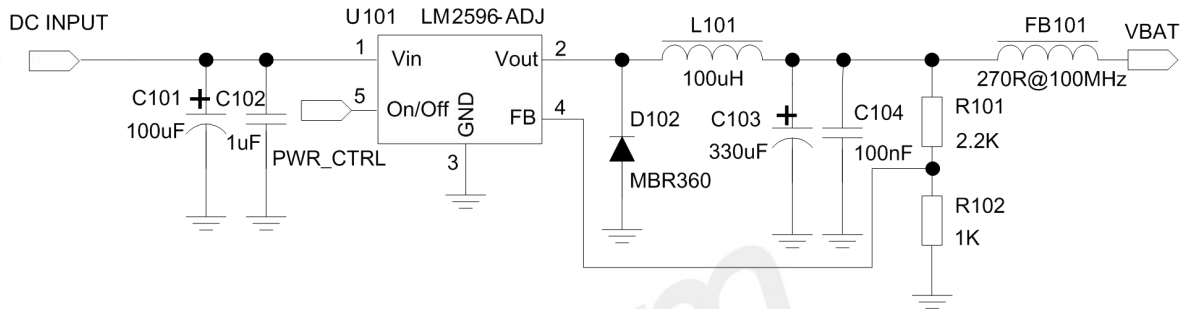 DC INPUT
U101 LM2596-ADJ
L101
FB101
VBAT
1
Vin
Vout
2
100uH
270R@100MHz
C101
+
C102
100uF
1uF
5
On/Off
GND
FB
4
PWR_CTRL
3
D102
MBR360
C103
+
330uF
C104
100nF
R101
2.2K
R102
1K